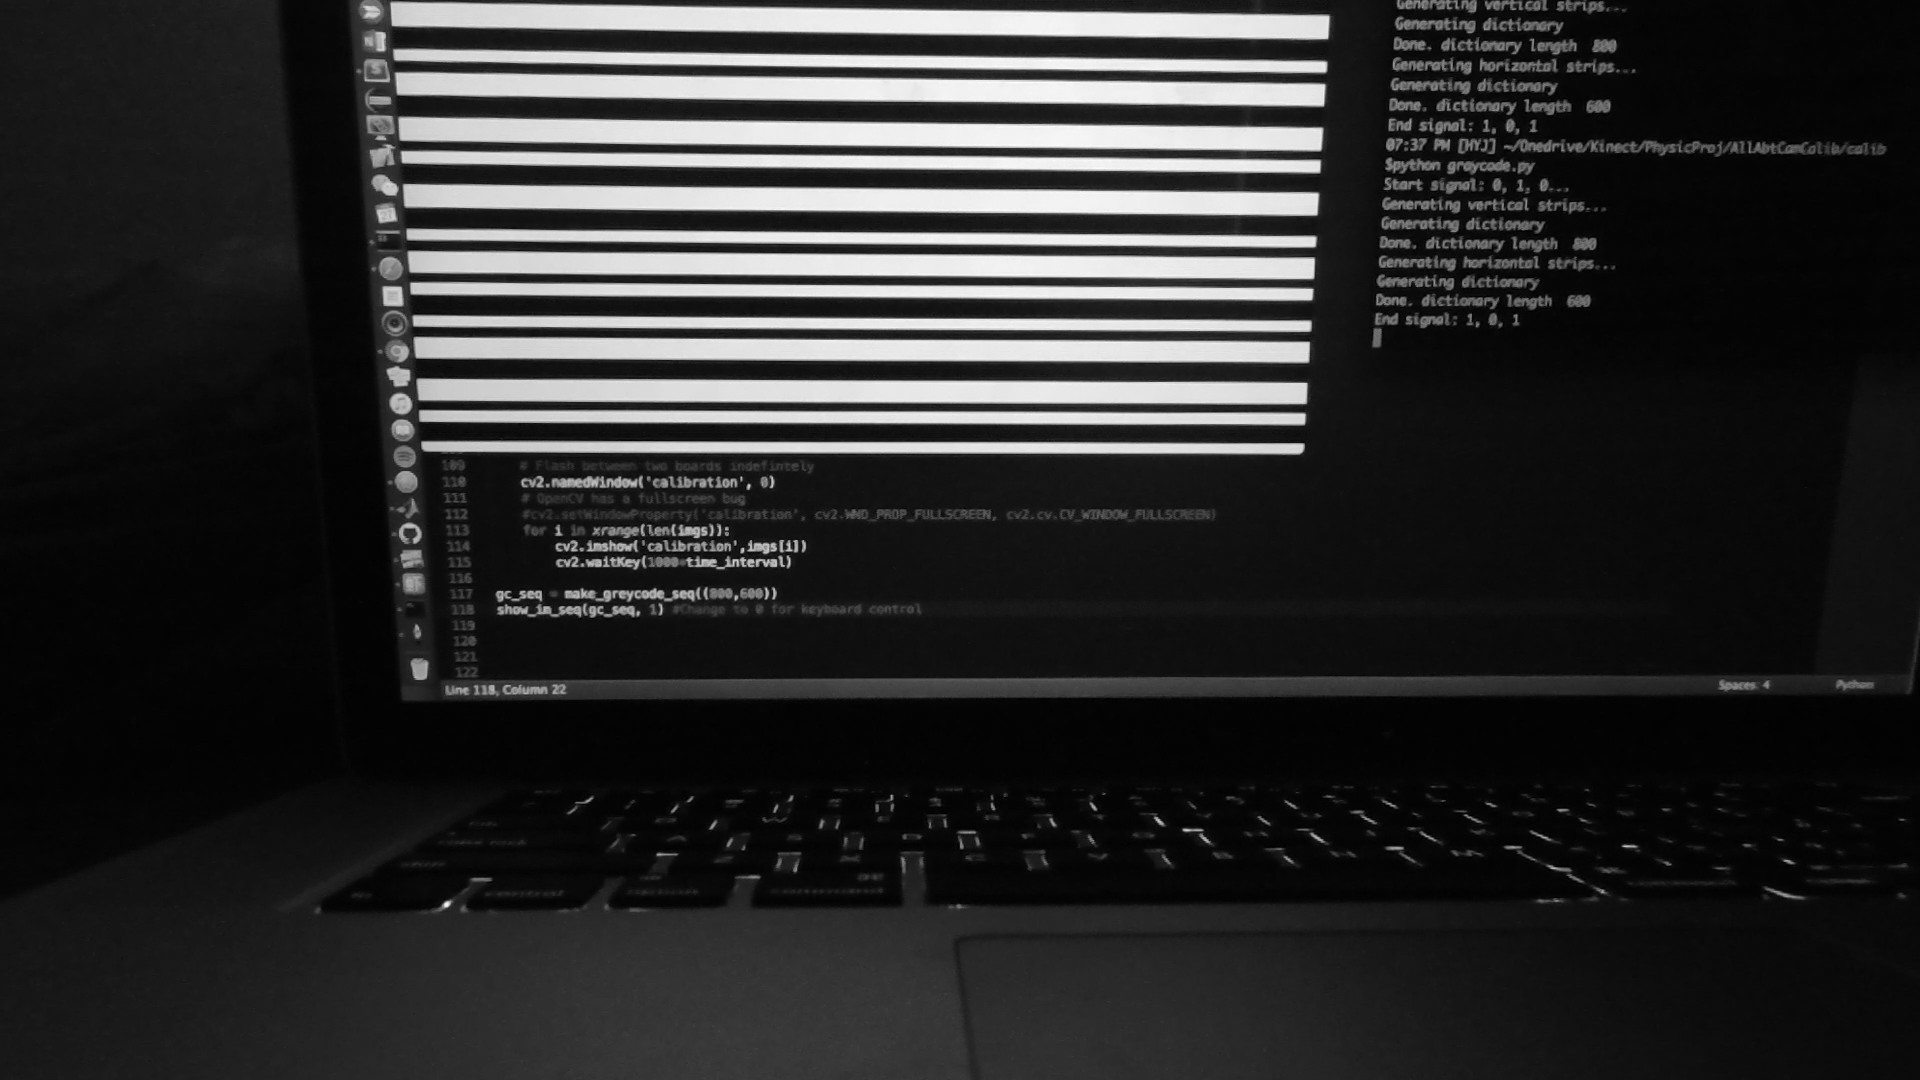 Generating vertical strips...
Generating dictionary
Done. dictionary length 800
Generating horizontal strips...
Generating dictionary
Done. dictionary length 600
End signal: 1, 0, 1
07:37 PM [HYJ] ~/Onedrive/Kinect/PhysicProj/AllAbtCamCalib/calib
$python graycode.py
Start signal: 0, 1, 0...
Generating vertical strips...
Generating dictionary
Done. dictionary length 800
Generating horizontal strips...
Generating dictionary
Done. dictionary length 600
End signal: 1, 0, 1
109 # Flash between two boards indefintely
110 cv2.namedWindow('calibration', 0)
111 # OpenCV has a fullscreen bug
112 #cv2.setWindowProperty('calibration', cv2.WND_PROP_FULLSCREEN, cv2.cv.CV_WINDOW_FULLSCREEN)
113 for i in xrange(len(imgs)):
114 cv2.imshow('calibration',imgs[i])
115 cv2.waitKey(1000*time_interval)
116
117 gc_seq = make_greycode_seq((800,600))
118 show_im_seq(gc_seq, 1) #Change to 0 for keyboard control
119
120
121
122
Line 118, Column 22
Spaces: 4
Python
control
command